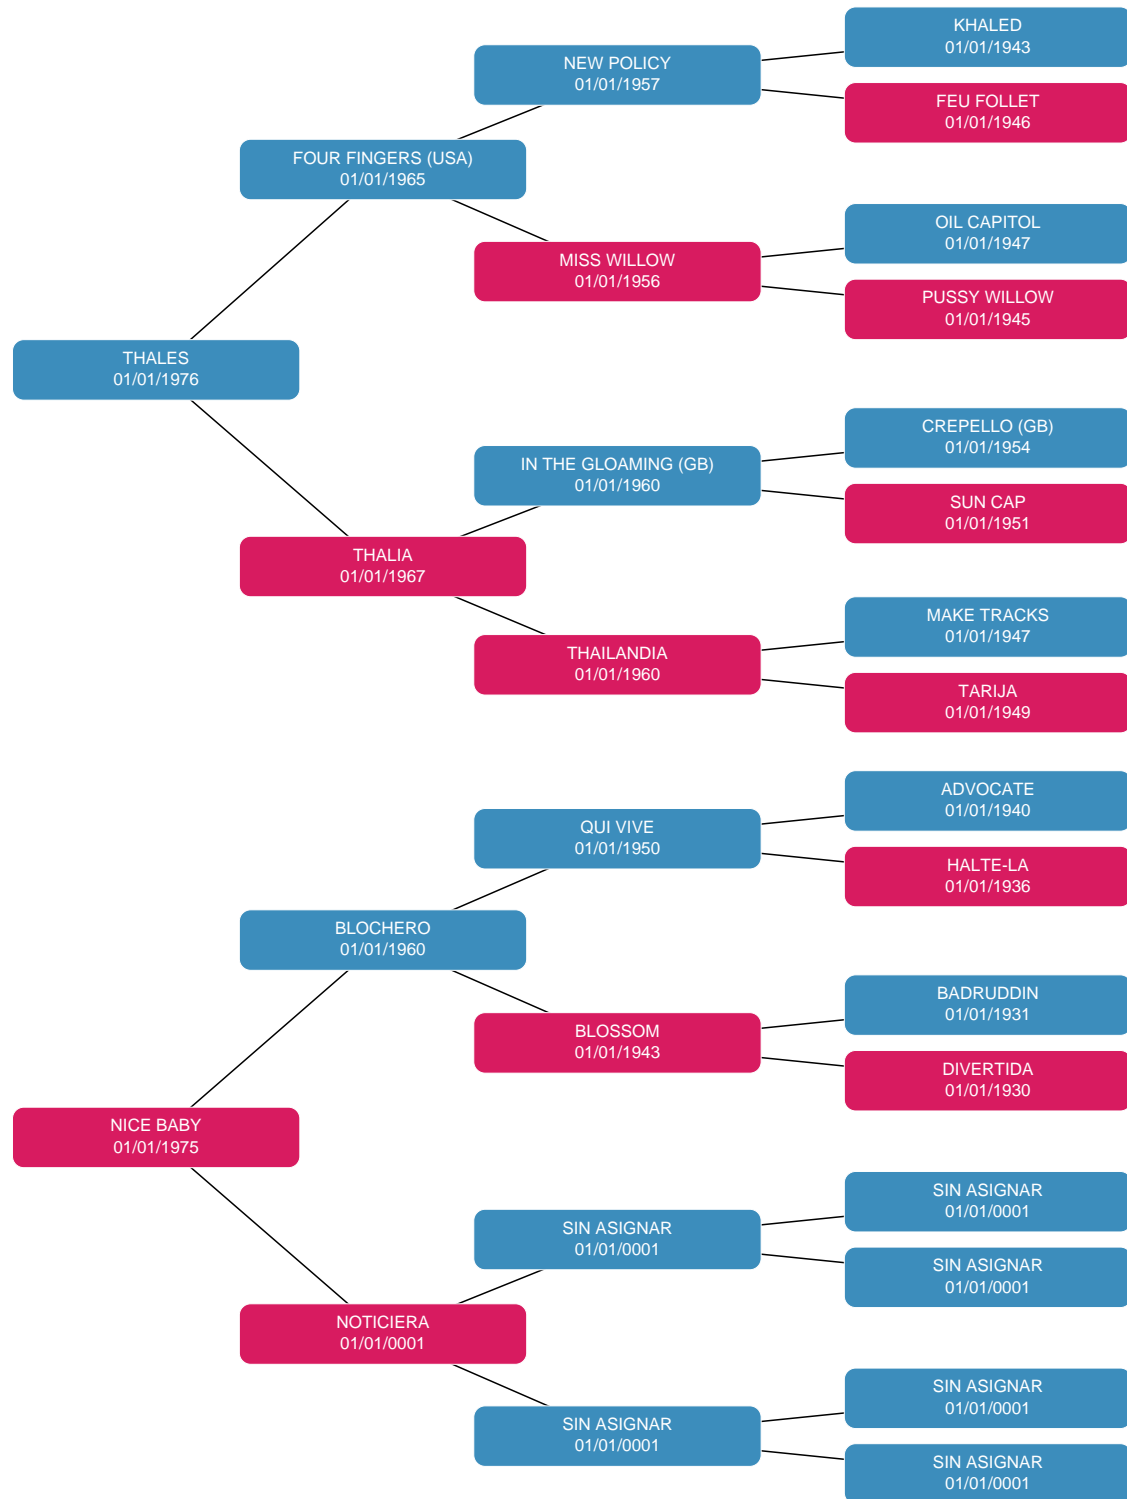 KHALED
01/01/1943
NEW POLICY
01/01/1957
FEU FOLLET
01/01/1946
FOUR FINGERS (USA)
01/01/1965
OIL CAPITOL
01/01/1947
MISS WILLOW
01/01/1956
PUSSY WILLOW
01/01/1945
THALES
01/01/1976
CREPELLO (GB)
01/01/1954
IN THE GLOAMING (GB)
01/01/1960
SUN CAP
01/01/1951
THALIA
01/01/1967
MAKE TRACKS
01/01/1947
THAILANDIA
01/01/1960
TARIJA
01/01/1949
ADVOCATE
01/01/1940
QUI VIVE
01/01/1950
HALTE-LA
01/01/1936
BLOCHERO
01/01/1960
BADRUDDIN
01/01/1931
BLOSSOM
01/01/1943
DIVERTIDA
01/01/1930
NICE BABY
01/01/1975
SIN ASIGNAR
01/01/0001
SIN ASIGNAR
01/01/0001
SIN ASIGNAR
01/01/0001
NOTICIERA
01/01/0001
SIN ASIGNAR
01/01/0001
SIN ASIGNAR
01/01/0001
SIN ASIGNAR
01/01/0001